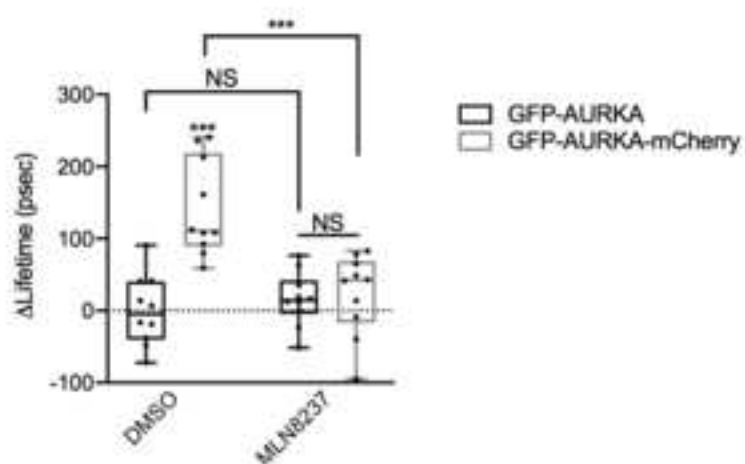 ***
NS
300
***
200
NS
100
0
-100
ΔLifetime (psec)
DMSO
MLN8237
GFP-AURKA
GFP-AURKA-mCherry